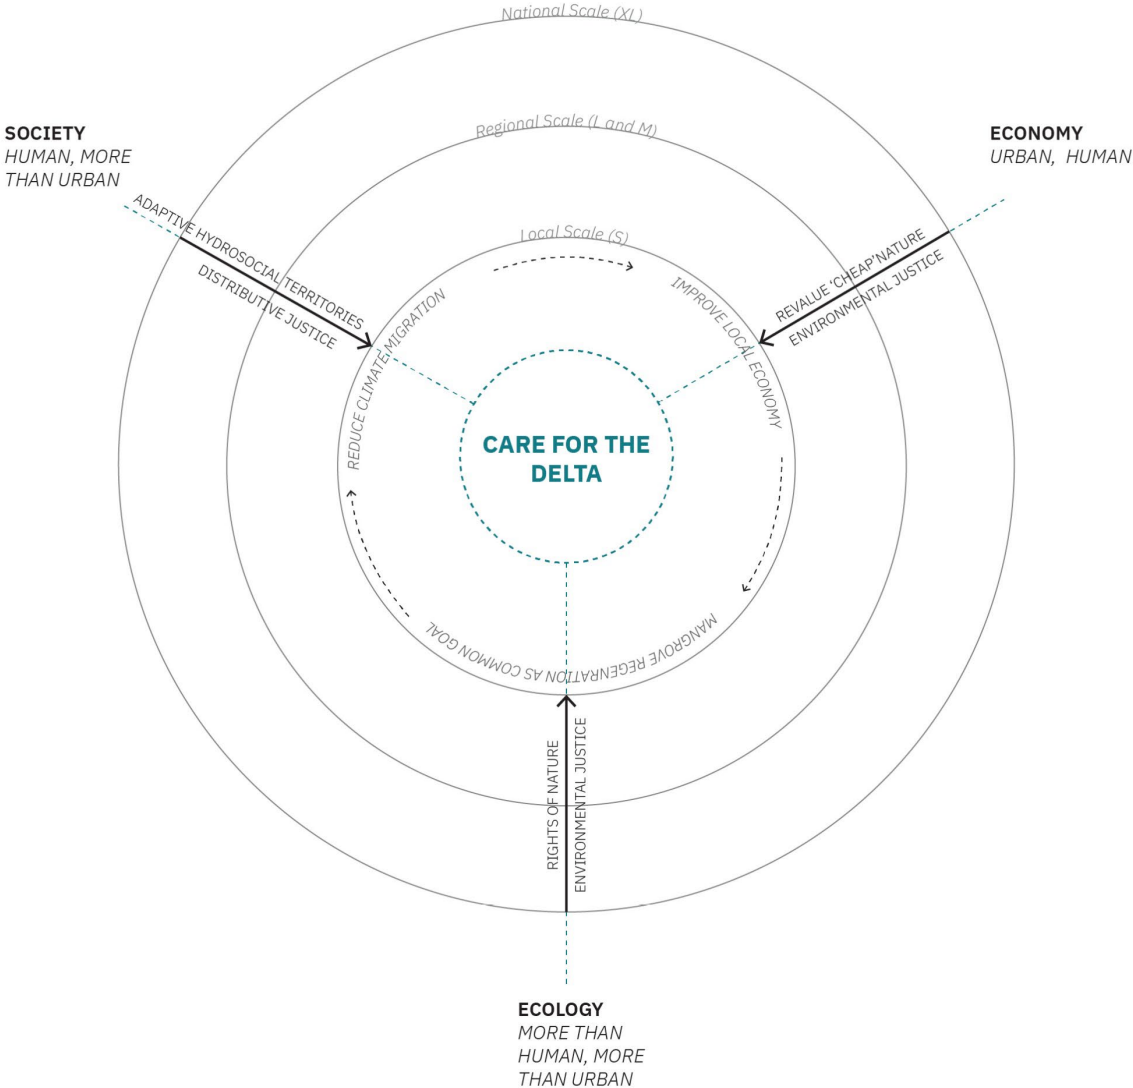 National Scale (XL)
Regional Scale (L and M)
Local Scale (S)
SOCIETY
HUMAN, MORE
THAN URBAN
ECONOMY
URBAN, HUMAN
ADAPTIVE HYDROSOCIAL TERRITORIES
DISTRIBUTIVE JUSTICE
REVALUE 'CHEAP'NATURE
ENVIRONMENTAL JUSTICE
REDUCE CLIMATE MIGRATION
IMPROVE LOCAL ECONOMY
CARE FOR THE
DELTA
MANGROVE REGENRATION AS COMMON GOAL
RIGHTS OF NATURE
ENVIRONMENTAL JUSTICE
ECOLOGY
MORE THAN
HUMAN, MORE
THAN URBAN